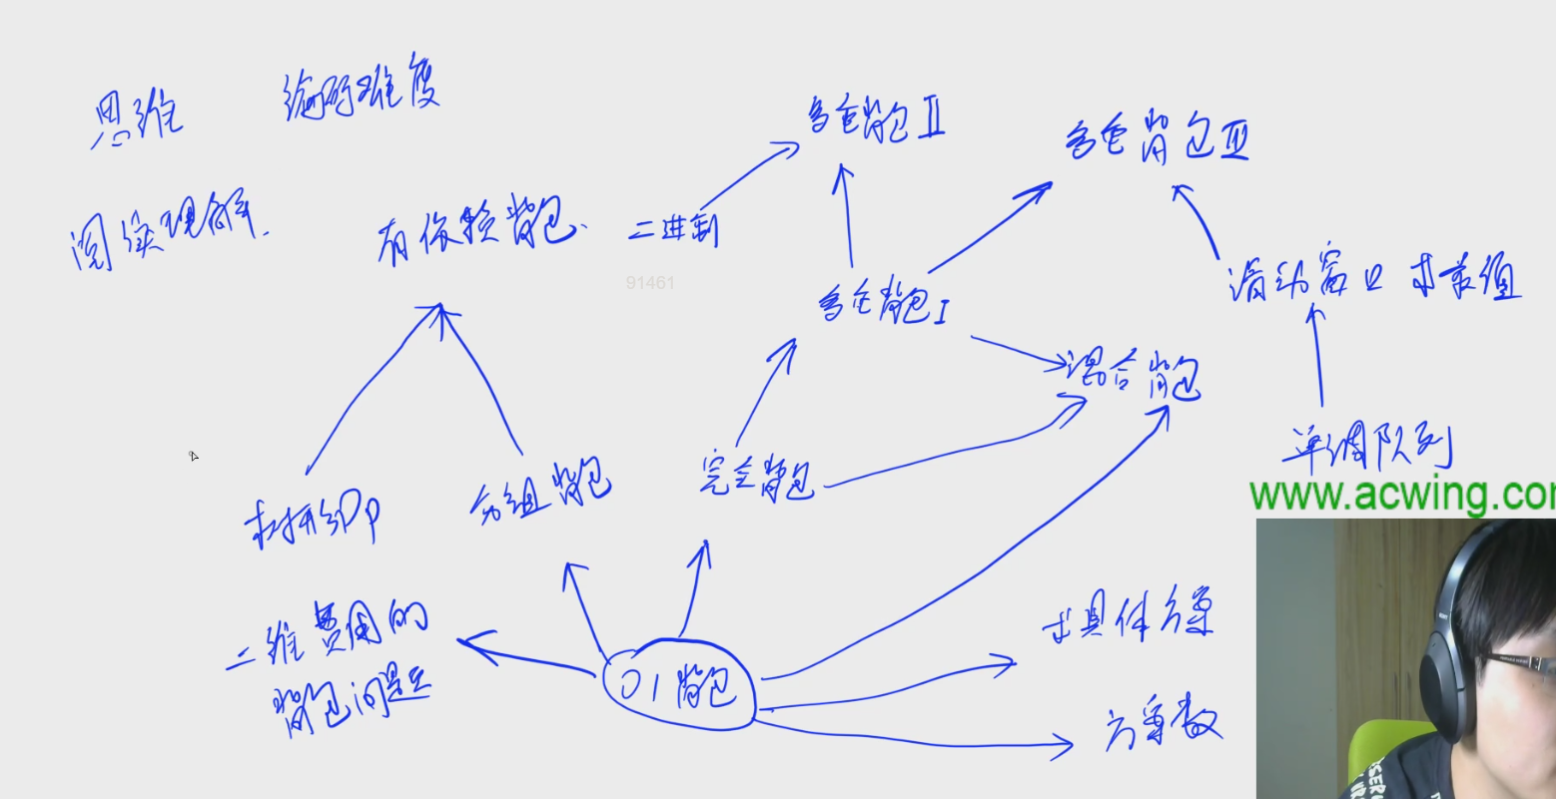 思维
编码难度
多重背包 II
多重背包 III
阅读理解.
有依赖背包.
二进制
91461
多重背包 I
滑动窗口 求最值
混合背包
单调队列
完全背包
分组背包
树形DP
www.acwing.co
二维费用的
背包问题
01背包
求具体方案
方案数